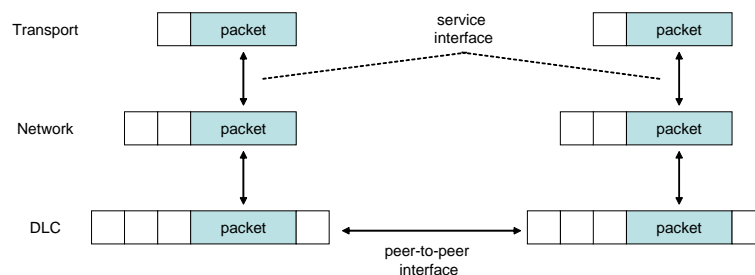 Transport
packet
service
interface
packet
Network
packet
packet
DLC
packet
peer-to-peer
interface
packet